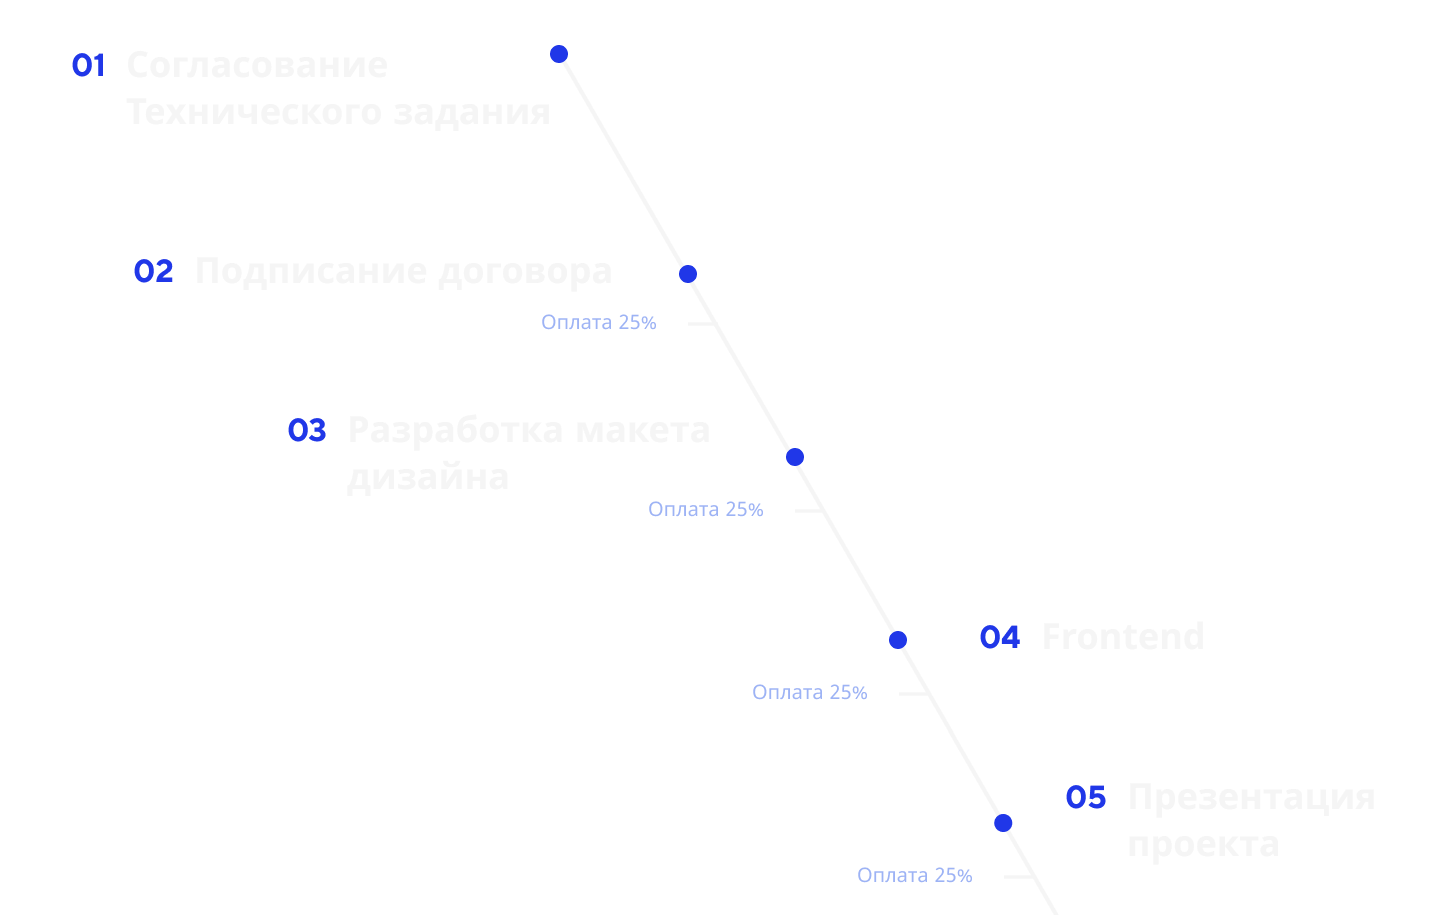 01 Согласование
Технического задания
02 Подписание договора
Оплата 25%
03 Разработка макета
дизайна
Оплата 25%
04 Frontend
Оплата 25%
05 Презентация
проекта
Оплата 25%